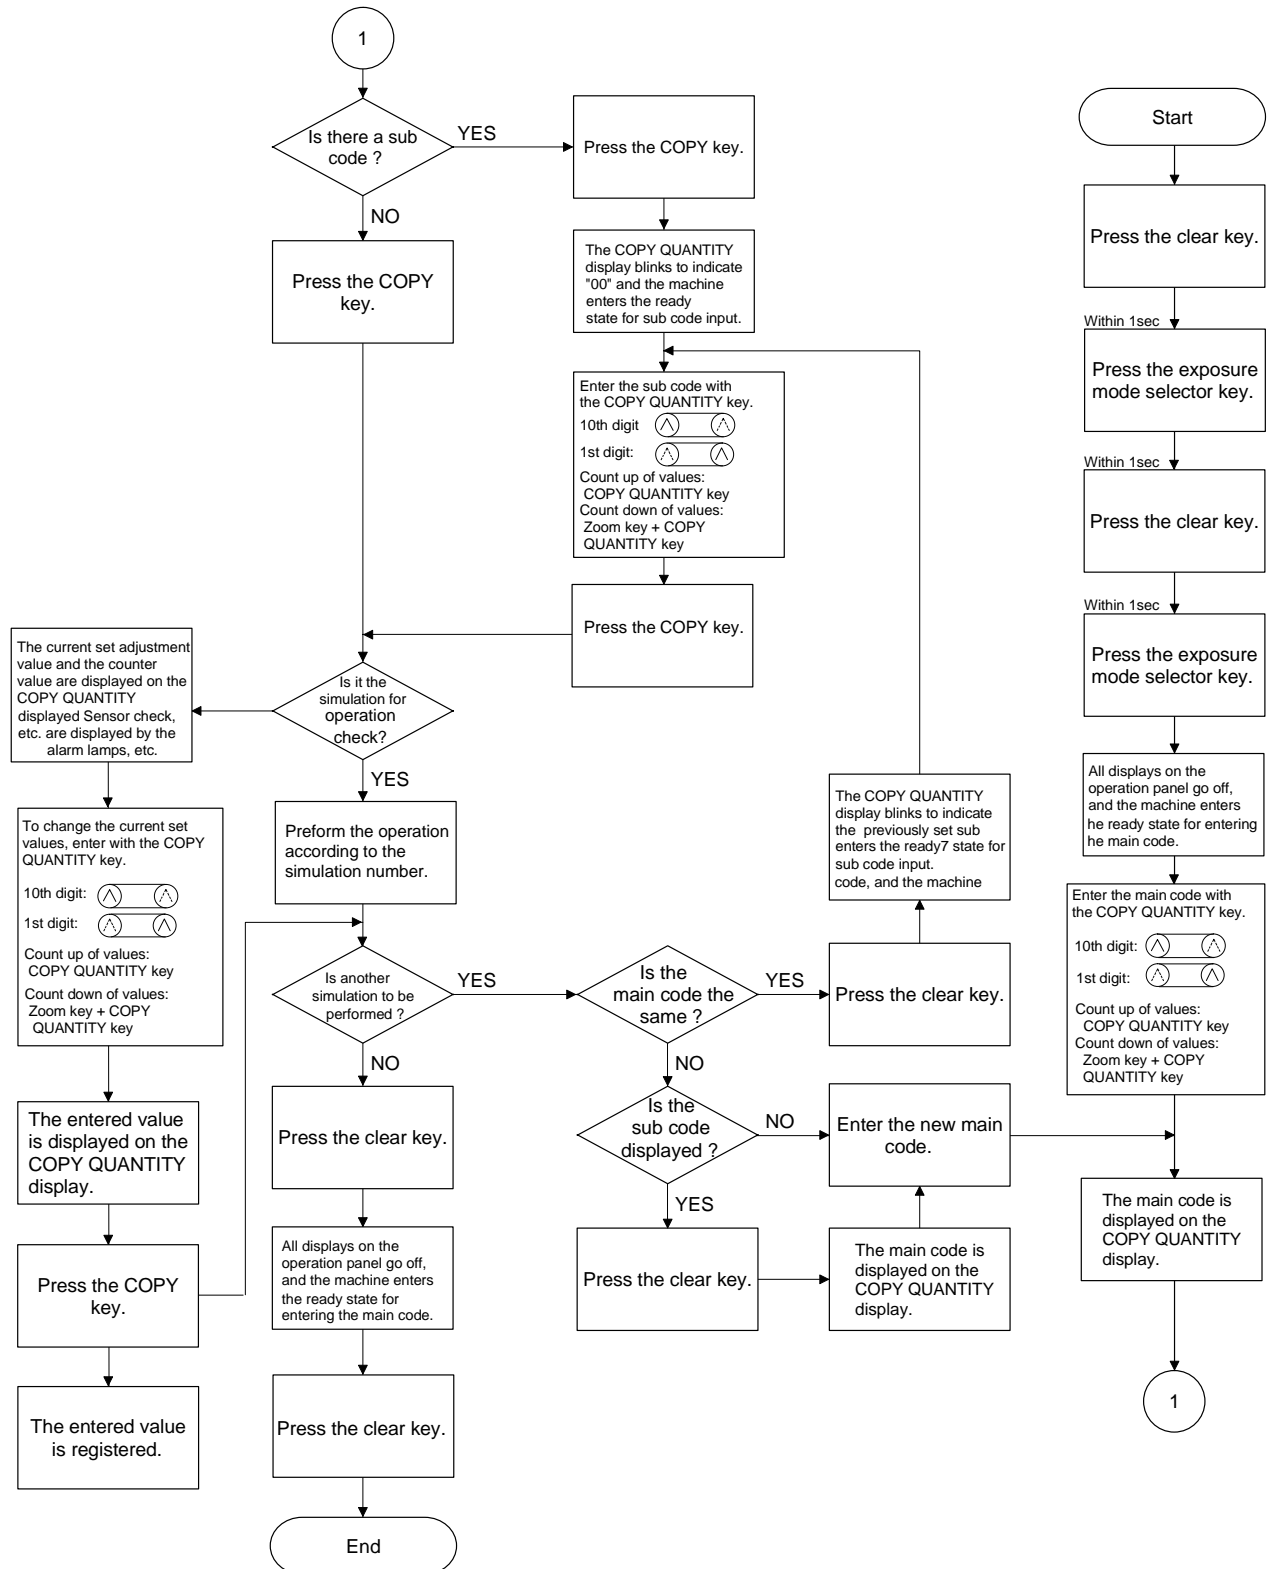 1
Is there a sub
code ?
YES
NO
Press the COPY key.
Press the COPY
key.
The COPY QUANTITY
display blinks to indicate
"00" and the machine
enters the ready
state for sub code input.
Enter the sub code with
the COPY QUANTITY key.
10th digit
1st digit:
Count up of values:
COPY QUANTITY key
Count down of values:
Zoom key + COPY
QUANTITY key
Press the COPY key.
Is it the
simulation for
operation
check?
YES
The current set adjustment
value and the counter
value are displayed on the
COPY QUANTITY
displayed Sensor check,
etc. are displayed by the
alarm lamps, etc.
To change the current set
values, enter with the COPY
QUANTITY key.
10th digit:
1st digit:
Count up of values:
COPY QUANTITY key
Count down of values:
Zoom key + COPY
QUANTITY key
The entered value
is displayed on the
COPY QUANTITY
display.
Press the COPY
key.
The entered value
is registered.
Preform the operation
according to the
simulation number.
Is another
simulation to be
performed ?
YES
NO
Press the clear key.
All displays on the
operation panel go off,
and the machine enters
the ready state for
entering the main code.
Press the clear key.
End
Is the
main code the
same ?
YES
NO
Press the clear key.
The COPY QUANTITY
display blinks to indicate
the previously set sub
enters the ready7 state for
sub code input.
code, and the machine
Is the
sub code
displayed ?
NO
YES
Enter the new main
code.
Press the clear key.
The main code is
displayed on the
COPY QUANTITY
display.
Start
Press the clear key.
Within 1sec
Press the exposure
mode selector key.
Within 1sec
Press the clear key.
Within 1sec
Press the exposure
mode selector key.
All displays on the
operation panel go off,
and the machine enters
he ready state for entering
he main code.
Enter the main code with
the COPY QUANTITY key.
10th digit:
1st digit:
Count up of values:
COPY QUANTITY key
Count down of values:
Zoom key + COPY
QUANTITY key
The main code is
displayed on the
COPY QUANTITY
display.
1